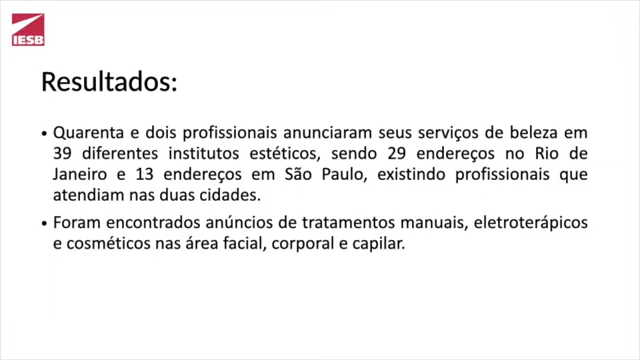 IESB
Resultados:
• Quarenta e dois profissionais anunciaram seus serviços de beleza em
39 diferentes institutos estéticos, sendo 29 endereços no Rio de
Janeiro e 13 endereços em São Paulo, existindo profissionais que
atendiam nas duas cidades.
• Foram encontrados anúncios de tratamentos manuais, eletroterápicos
e cosméticos nas área facial, corporal e capilar.